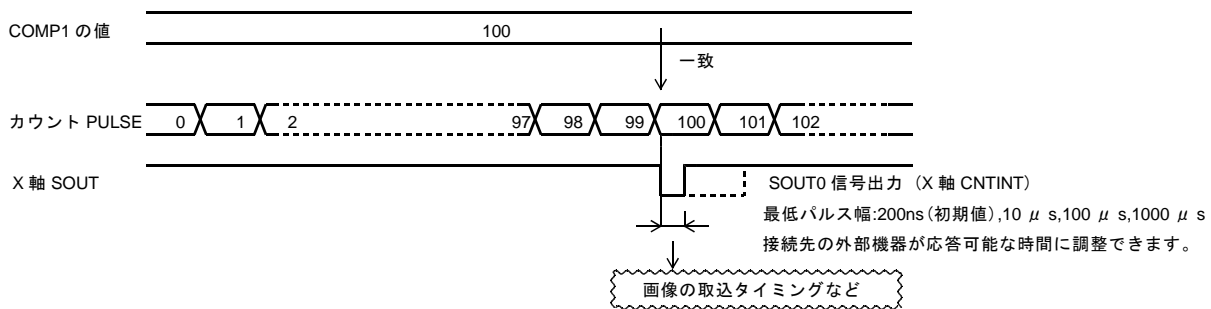 COMP1 の値
100
一致
カウント PULSE 0 1 2 97 98 99 100 101 102
X 軸 SOUT
SOUT0 信号出力 (X 軸 CNTINT)
最低パルス幅:200ns(初期値),10 μ s,100 μ s,1000 μ s
接続先の外部機器が応答可能な時間に調整できます。
画像の取込タイミングなど